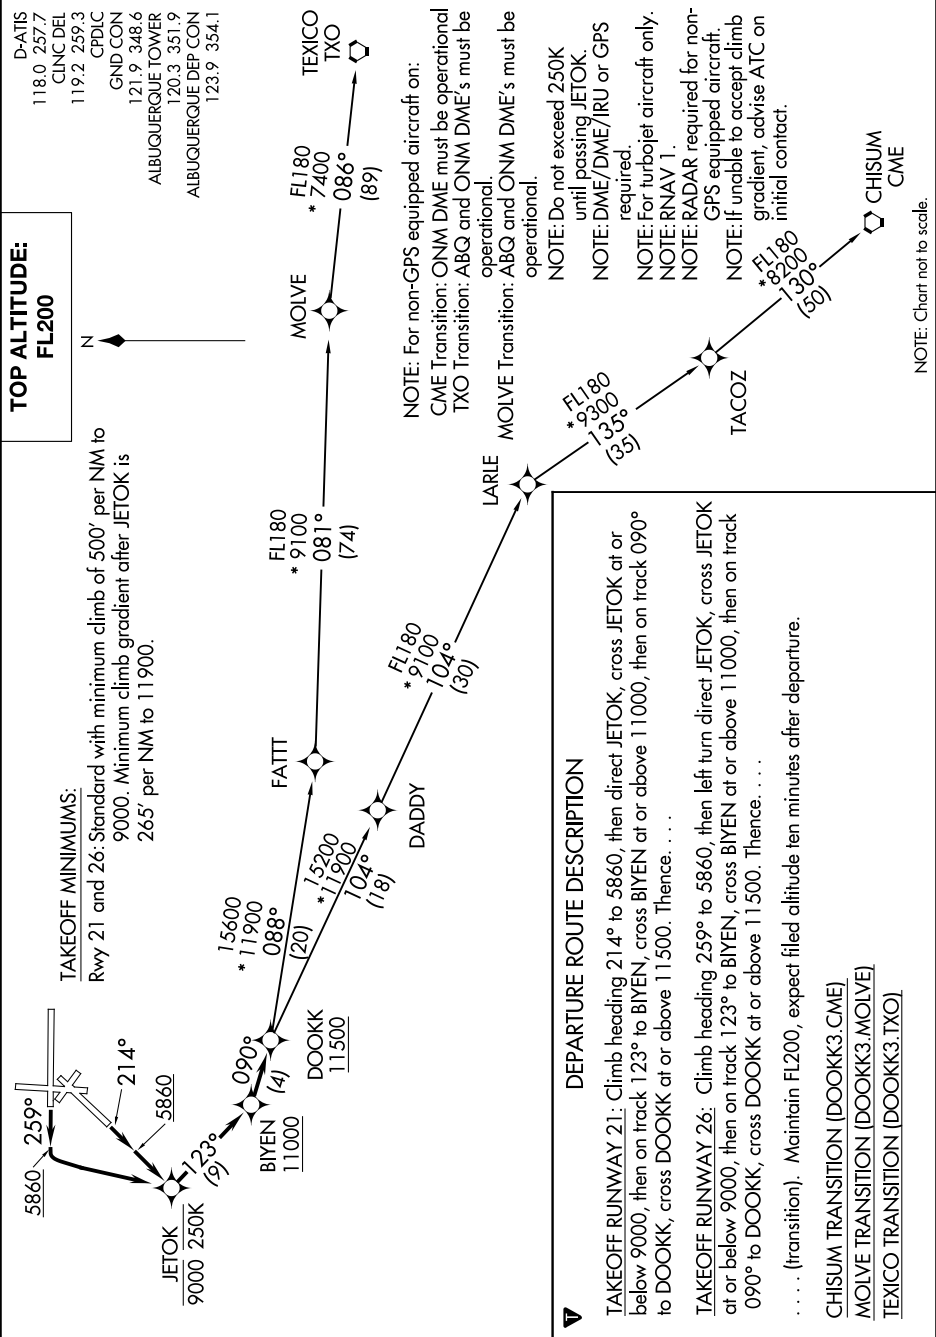 TOP ALTITUDE:
FL200
D-ATIS
118.0 257.7
CLNC DEL
119.2 259.3
CPDLC
GND CON
121.9 348.6
ALBUQUERQUE TOWER
120.3 351.9
ALBUQUERQUE DEP CON
123.9 354.1
TAKEOFF MINIMUMS:
Rwy 21 and 26: Standard with minimum climb of 500' per NM to
9000. Minimum climb gradient after JETOK is
265' per NM to 11900.
N
5860
259°
214°
5860
JETOK
9000 250K
123°
(9)
BIYEN
11000
090°
(4)
DOOKK
11500
15600
*11900
088°
(20)
FATTI
FL180
*9100
081°
(74)
MOLVE
FL180
*7400
086°
(89)
TEXICO
TXO
15200
*11900
104°
(18)
DADDY
FL180
*9100
104°
(30)
LARLE
FL180
*9300
135°
(35)
TACOZ
FL180
*8200
130°
(50)
CHISUM
CME
NOTE: For non-GPS equipped aircraft on:
CME Transition: ONM DME must be operational
TXO Transition: ABQ and ONM DME's must be
operational.
MOLVE Transition: ABQ and ONM DME's must be
operational.
NOTE: Do not exceed 250K
until passing JETOK.
NOTE: DME/DME/IRU or GPS
required.
NOTE: For turbojet aircraft only.
NOTE: RNAV 1.
NOTE: RADAR required for non-
GPS equipped aircraft.
NOTE: If unable to accept climb
gradient, advise ATC on
initial contact.
NOTE: Chart not to scale.
T
DEPARTURE ROUTE DESCRIPTION
TAKEOFF RUNWAY 21: Climb heading 214° to 5860, then direct JETOK, cross JETOK at or
below 9000, then on track 123° to BIYEN, cross BIYEN at or above 11000, then on track 090°
to DOOKK, cross DOOKK at or above 11500. Thence. . . .
TAKEOFF RUNWAY 26: Climb heading 259° to 5860, then left turn direct JETOK, cross JETOK
at or below 9000, then on track 123° to BIYEN, cross BIYEN at or above 11000, then on track
090° to DOOKK, cross DOOKK at or above 11500. Thence. . . .
. . . . (transition). Maintain FL200, expect filed altitude ten minutes after departure.
CHISUM TRANSITION (DOOKK3.CME)
MOLVE TRANSITION (DOOKK3.MOLVE)
TEXICO TRANSITION (DOOKK3.TXO)